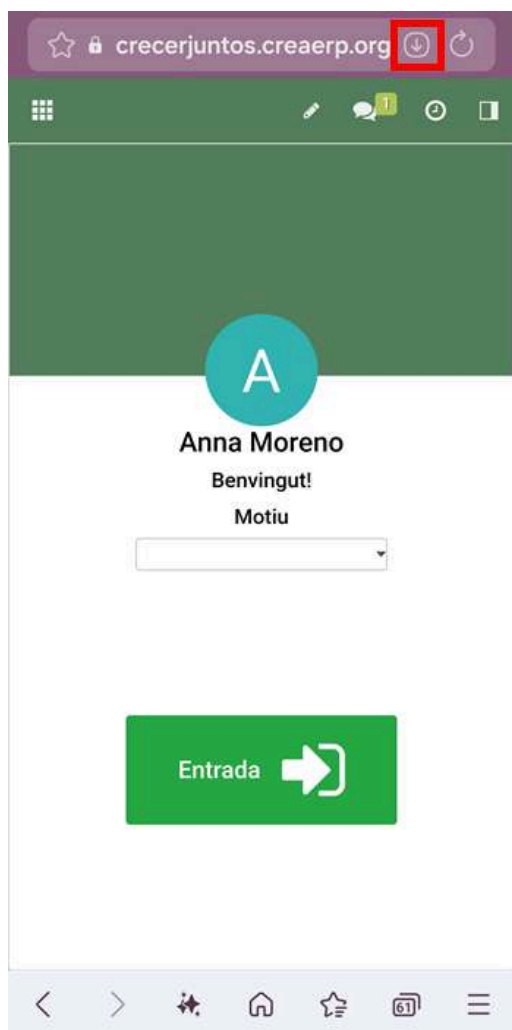 crecerjuntos.creaerp.org
1
A
Anna Moreno
Benvingut!
Motiu
Entrada
61